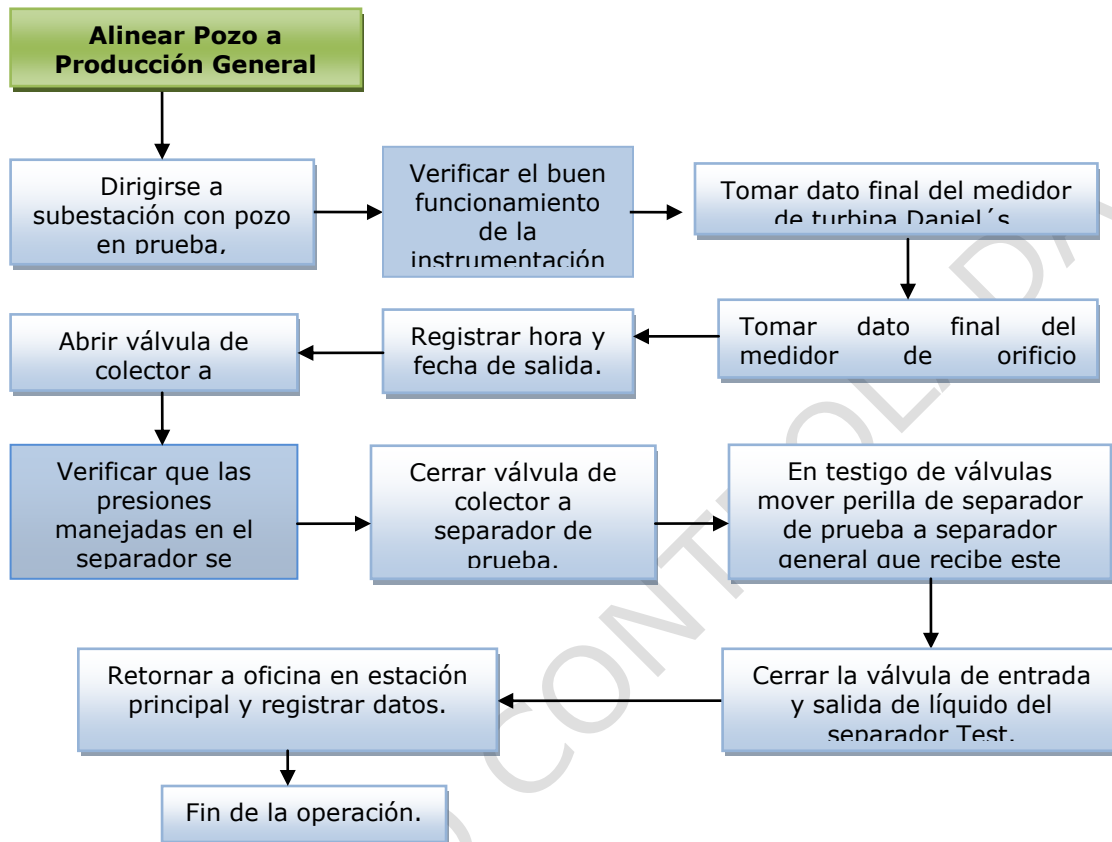 Alinear Pozo a
Producción General
Dirigirse a
subestación con pozo
en prueba,
Verificar el buen
funcionamiento
de la
instrumentación
Tomar dato final del medidor
de turbina Daniel´s
Tomar dato final del
medidor de orificio
Registrar hora y
fecha de salida.
Abrir válvula de
colector a
Verificar que las
presiones
manejadas en el
separador se
Cerrar válvula de
colector a
separador de
prueba.
En testigo de válvulas
mover perilla de separador
de prueba a separador
general que recibe este
Cerrar la válvula de entrada
y salida de líquido del
separador Test.
Retornar a oficina en estación
principal y registrar datos.
Fin de la operación.